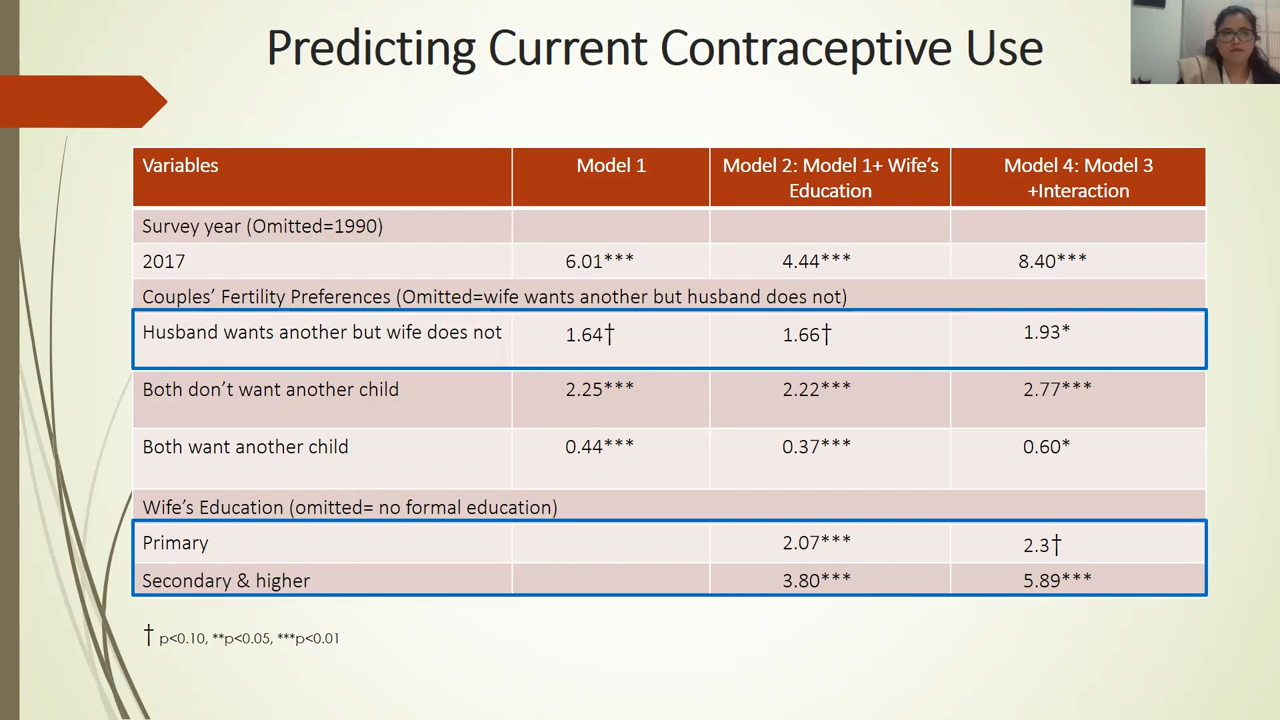 Predicting Current Contraceptive Use
Variables
Model 1
Model 2: Model 1+ Wife's
Education
Model 4: Model 3
+Interaction
Survey year (Omitted=1990)
2017 6.01*** 4.44*** 8.40***
Couples' Fertility Preferences (Omitted=wife wants another but husband does not)
Husband wants another but wife does not 1.64† 1.66† 1.93*
Both don't want another child 2.25*** 2.22*** 2.77***
Both want another child 0.44*** 0.37*** 0.60*
Wife's Education (omitted= no formal education)
Primary 2.07*** 2.3†
Secondary & higher 3.80*** 5.89***
† p<0.10, **p<0.05, ***p<0.01